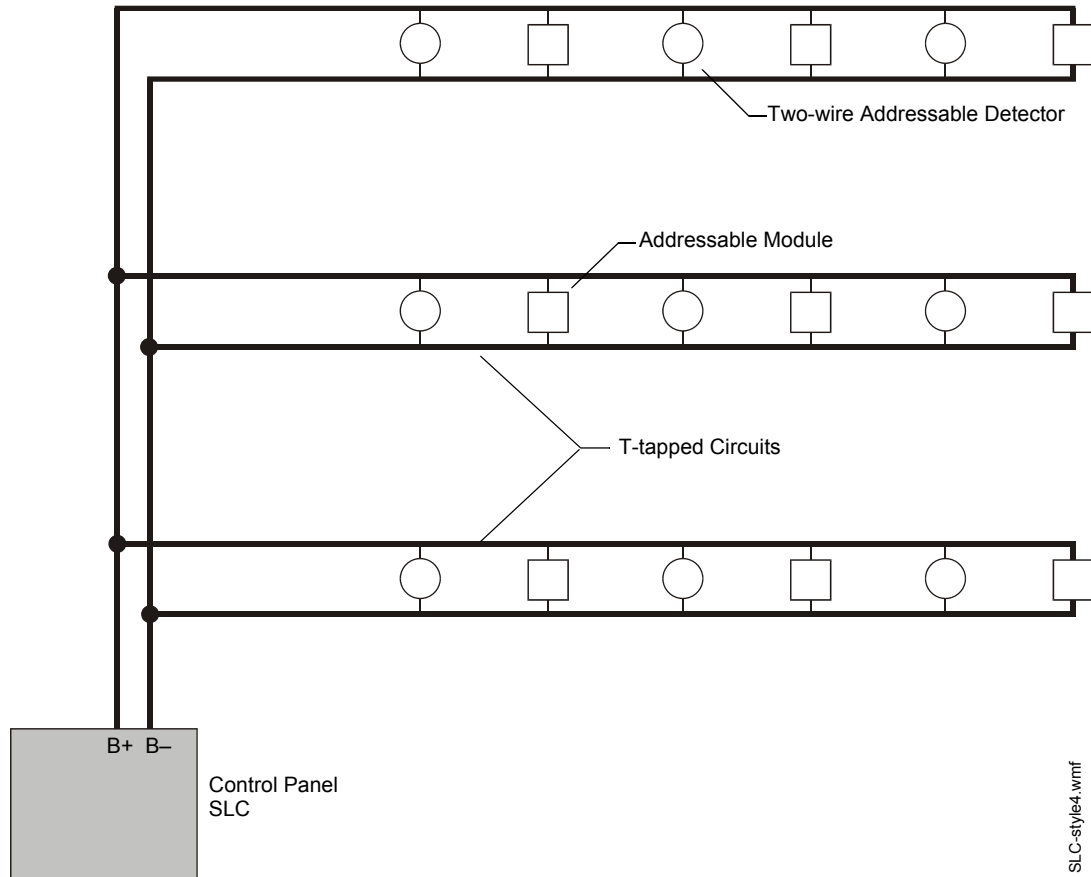 Two-wire Addressable Detector
Addressable Module
T-tapped Circuits
B+ B–
Control Panel
SLC
SLC-style4.wmf